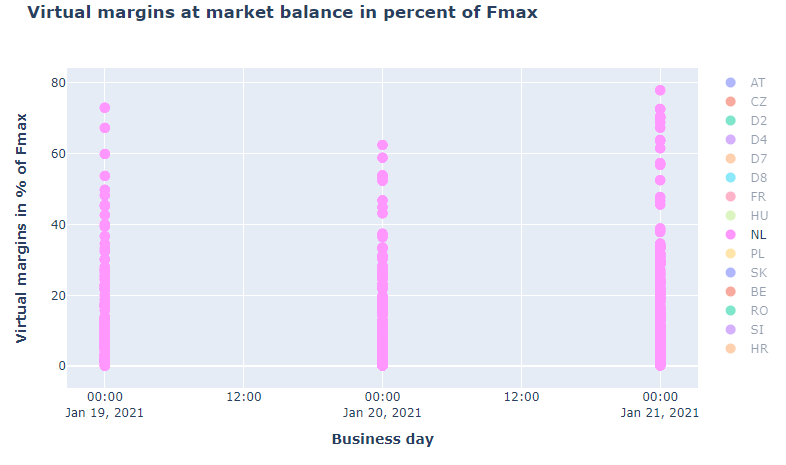 Virtual margins at market balance in percent of Fmax
Virtual margins in % of Fmax
80
60
40
20
0
00:00
Jan 19, 2021
12:00
00:00
Jan 20, 2021
12:00
00:00
Jan 21, 2021
Business day
AT
CZ
D2
D4
D7
D8
FR
HU
NL
PL
SK
BE
RO
SI
HR